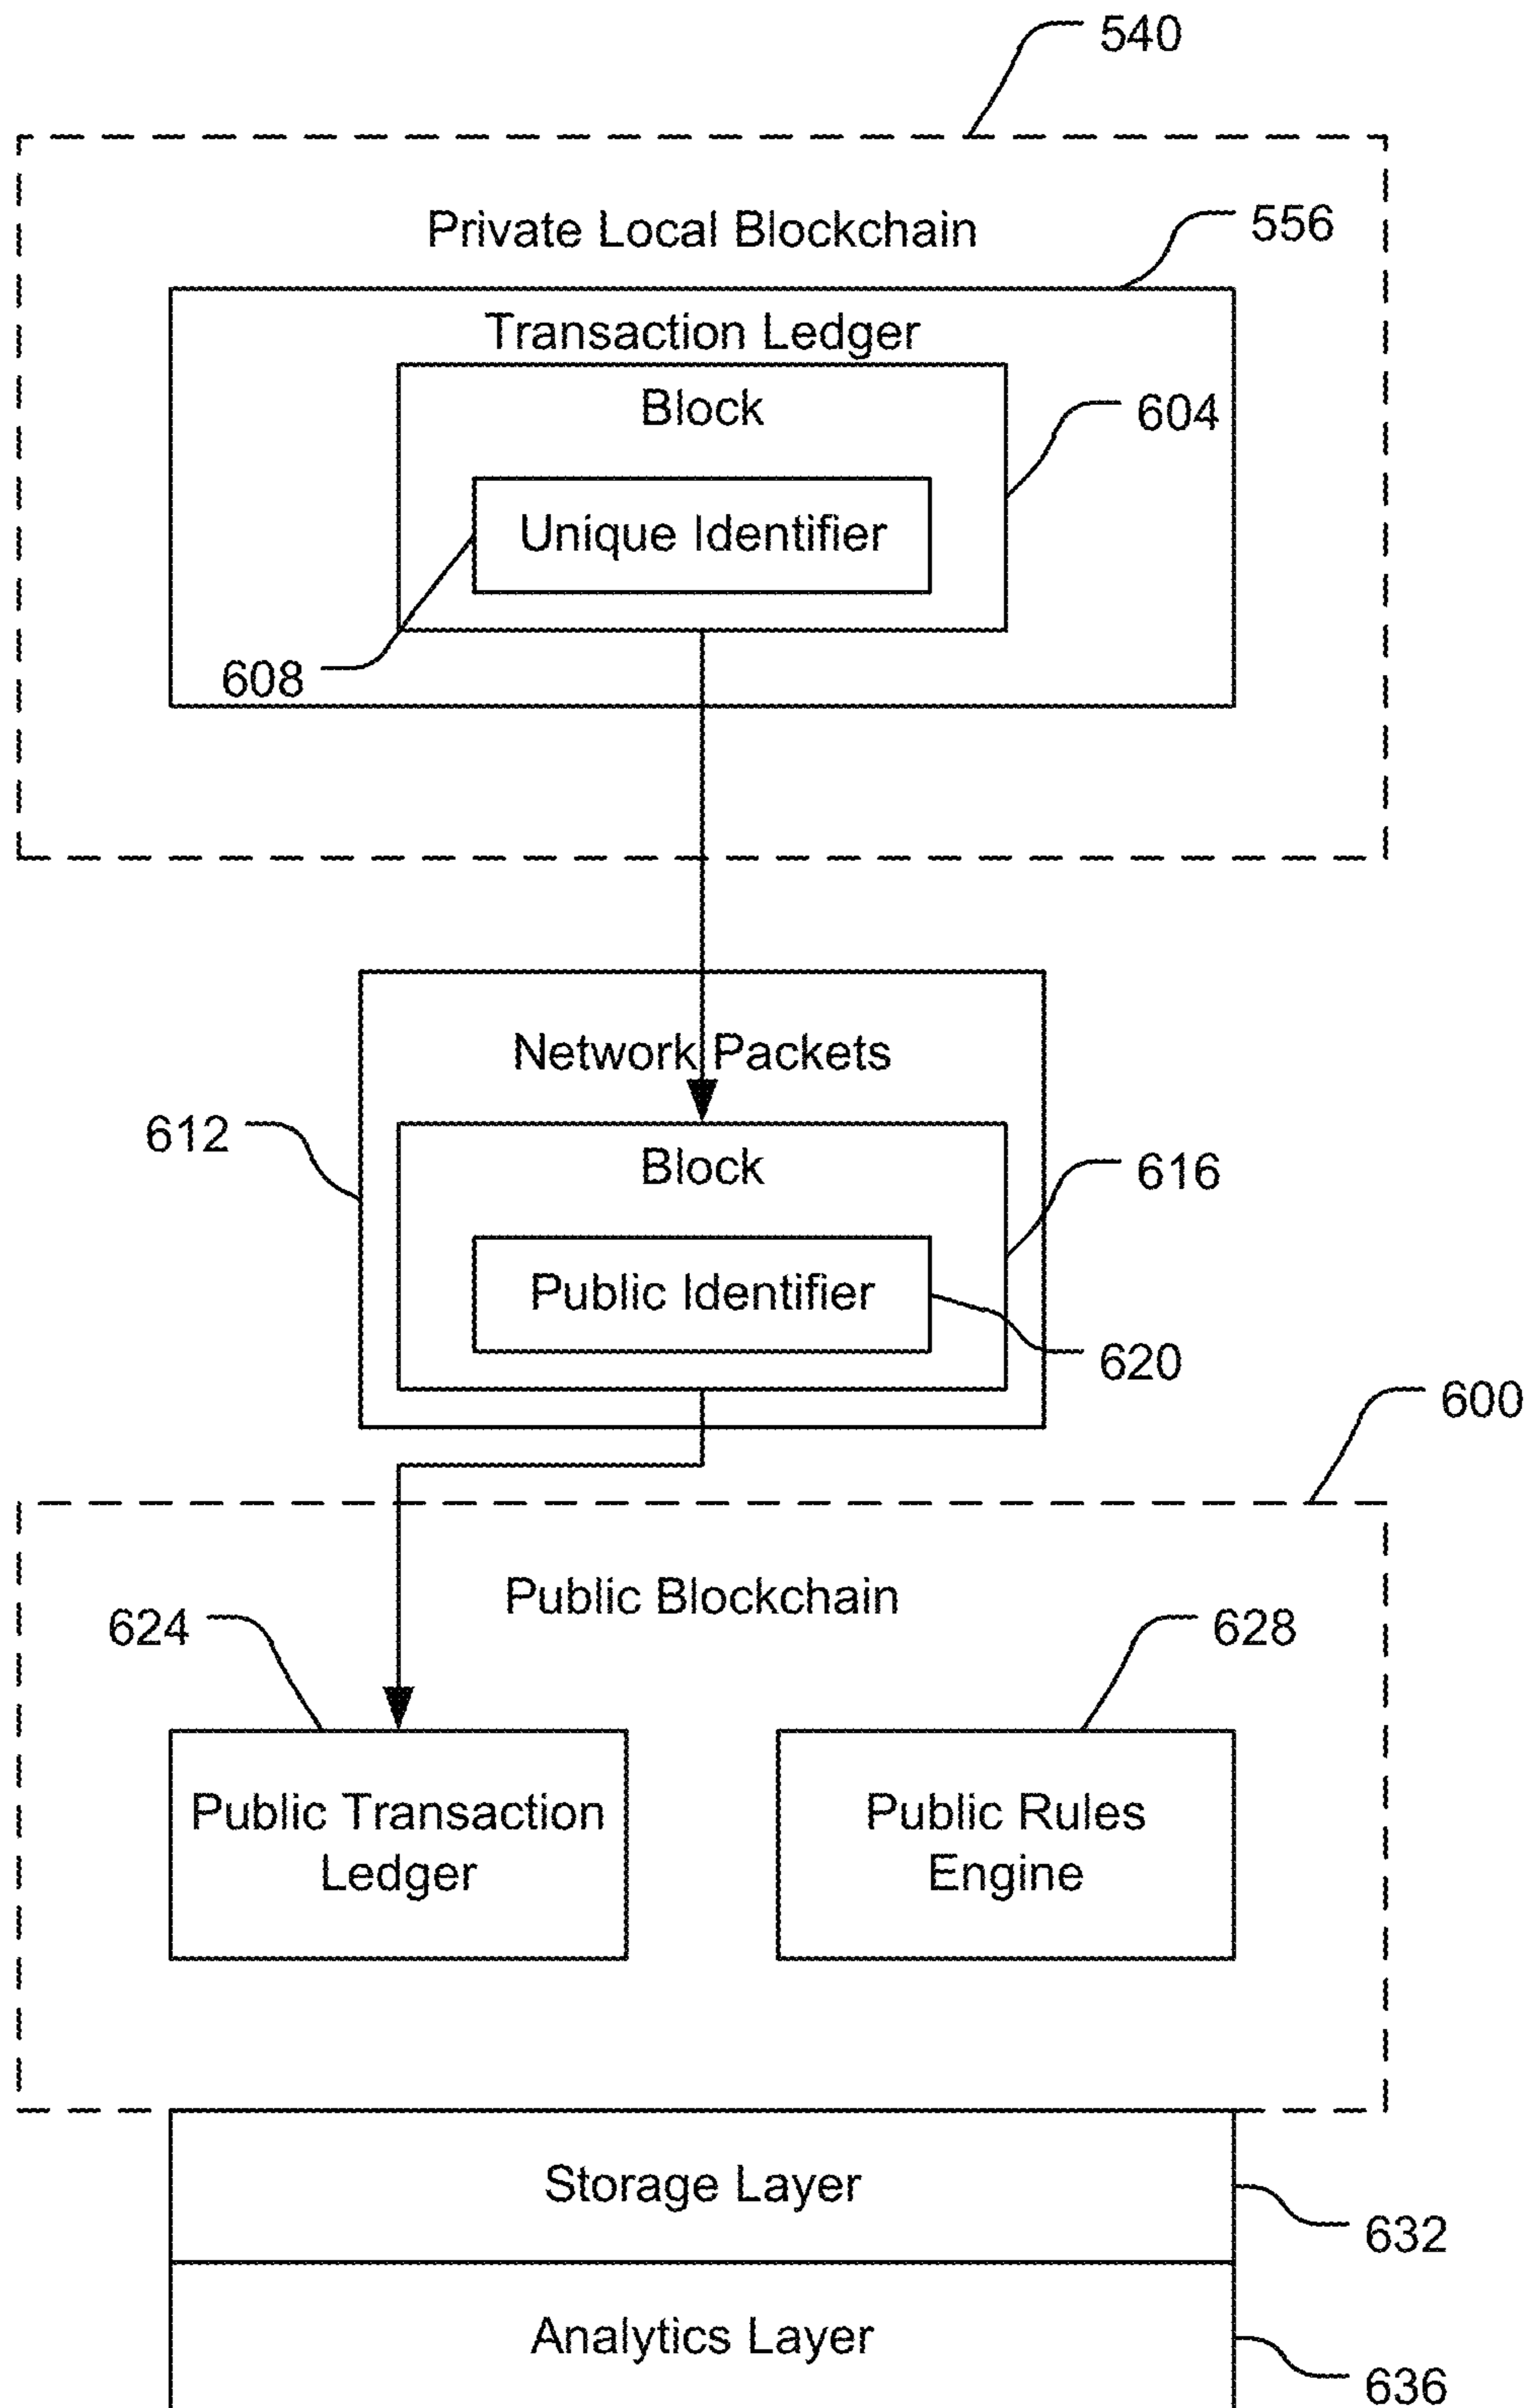 540
Private Local Blockchain
556
Transaction Ledger
Block
604
Unique Identifier
608
Network Packets
612
Block
616
Public Identifier
620
600
Public Blockchain
624
628
Public Transaction
Ledger
Public Rules
Engine
Storage Layer
632
Analytics Layer
636